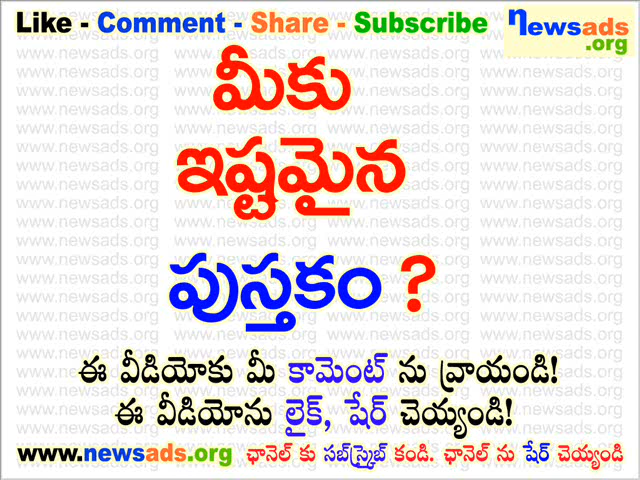 Like - Comment - Share - Subscribe
newsads
.org
మీకు
ఇష్టమైన
పుస్తకం ?
ఈ వీడియోకు మీ కామెంట్ ను వ్రాయండి!
ఈ వీడియోను లైక్, షేర్ చెయ్యండి!
www.newsads.org ఛానెల్ కు సబ్‌స్క్రైబ్ కండి. ఛానెల్ ను షేర్ చెయ్యండి